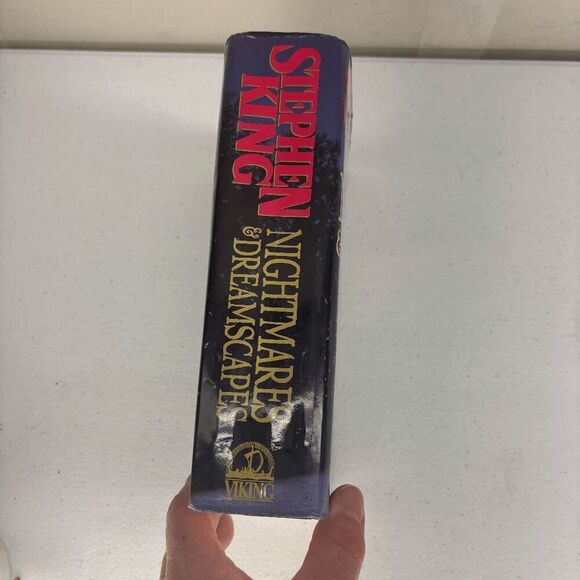 STEPHEN
KING
NIGHTMARES
& DREAMSCAPES
VIKING